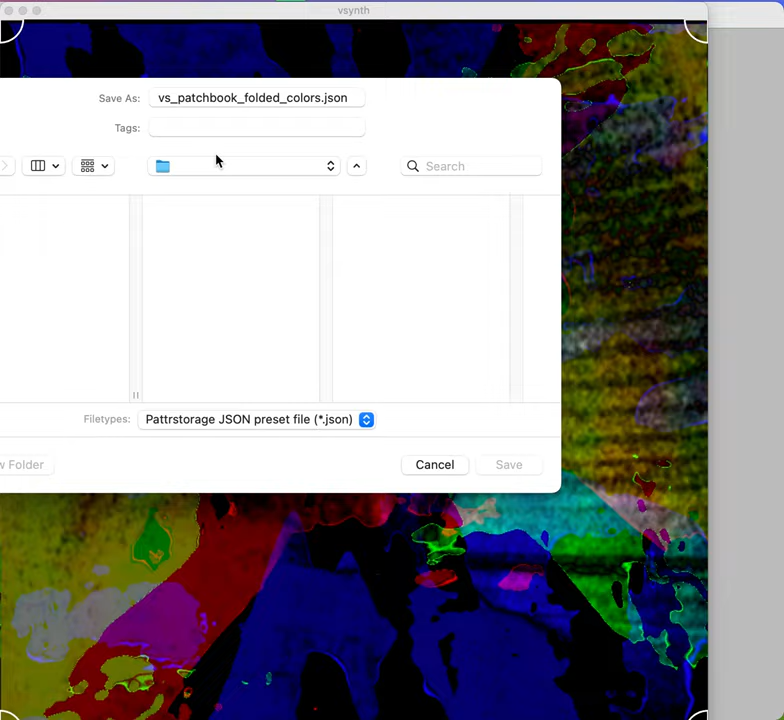 vsynth
Save As: vs_patchbook_folded_colors.json
Tags:
Search
Filetypes: Pattrstorage JSON preset file (*.json)
w Folder
Cancel
Save